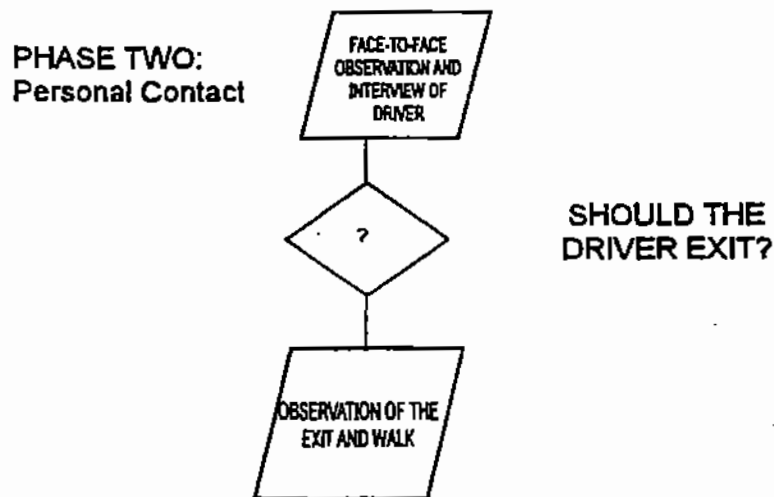 PHASE TWO:
Personal Contact
FACE-TO-FACE
OBSERVATION AND
INTERVIEW OF
DRIVER
?
SHOULD THE
DRIVER EXIT?
OBSERVATION OF THE
EXIT AND WALK